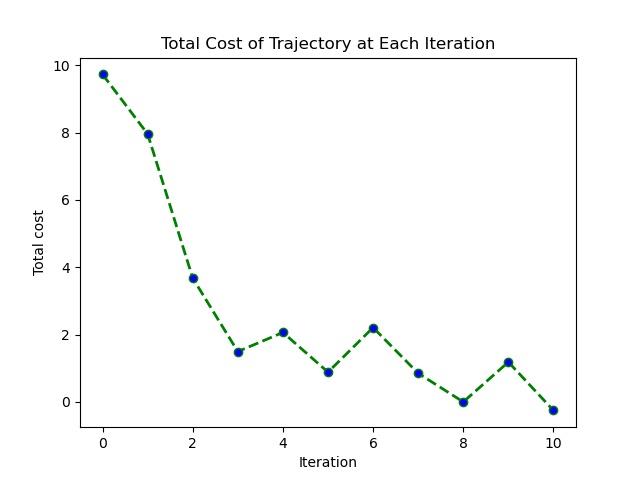 Total Cost of Trajectory at Each Iteration
10
8
6
4
2
0
Total cost
0 2 4 6 8 10
Iteration